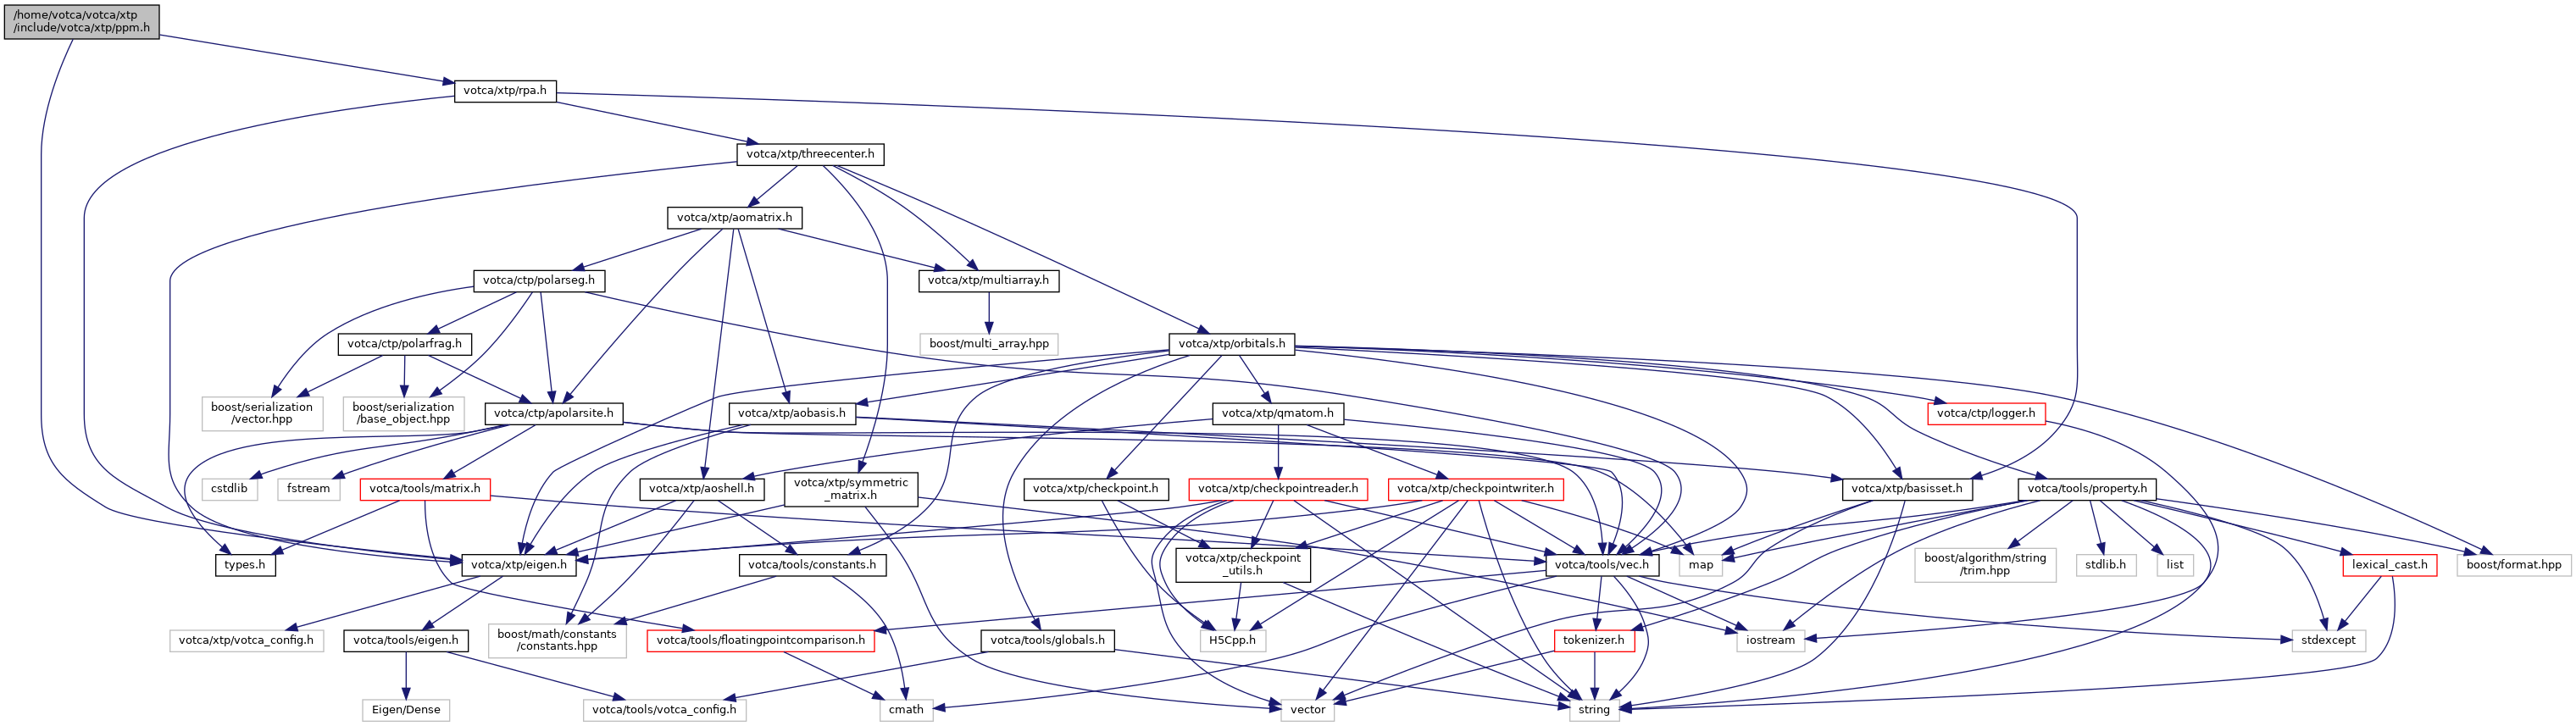 /home/votca/votca/xtp
/include/votca/xtp/ppm.h
votca/xtp/rpa.h
votca/xtp/threecenter.h
votca/xtp/aomatrix.h
votca/ctp/polarseg.h
votca/xtp/multiarray.h
votca/ctp/polarfrag.h
boost/multi_array.hpp
votca/xtp/orbitals.h
boost/serialization
/vector.hpp
boost/serialization
/base_object.hpp
votca/ctp/apolarsite.h
votca/xtp/aobasis.h
votca/xtp/qmatom.h
votca/ctp/logger.h
cstdlib
fstream
votca/tools/matrix.h
votca/xtp/aoshell.h
votca/xtp/symmetric
_matrix.h
votca/xtp/checkpoint.h
votca/xtp/checkpointreader.h
votca/xtp/checkpointwriter.h
votca/xtp/basisset.h
votca/tools/property.h
types.h
votca/xtp/eigen.h
votca/tools/constants.h
votca/xtp/checkpoint
_utils.h
votca/tools/vec.h
map
boost/algorithm/string
/trim.hpp
stdlib.h
list
lexical_cast.h
boost/format.hpp
votca/xtp/votca_config.h
votca/tools/eigen.h
boost/math/constants
/constants.hpp
votca/tools/floatingpointcomparison.h
votca/tools/globals.h
H5Cpp.h
tokenizer.h
iostream
stdexcept
Eigen/Dense
votca/tools/votca_config.h
cmath
vector
string